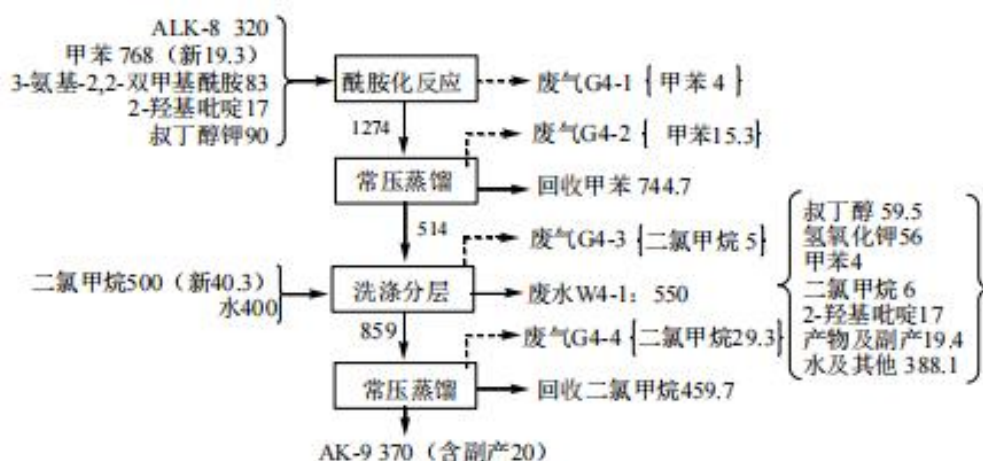 ALK-8 320
甲苯 768（新19.3）
3-氨基-2,2-双甲基酰胺83
2-羟基吡啶17
叔丁醇钾90
酰胺化反应
废气G4-1 { 甲苯 4 }
1274
废气G4-2 { 甲苯15.3 }
常压蒸馏
回收甲苯 744.7
514
废气G4-3 {二氯甲烷 5}
二氯甲烷500（新40.3）
水400
洗涤分层
废水W4-1：550
叔丁醇 59.5
氢氧化钾56
甲苯4
二氯甲烷 6
2-羟基吡啶17
产物及副产19.4
水及其他 388.1
859
废气G4-4 {二氯甲烷29.3}
常压蒸馏
回收二氯甲烷459.7
AK-9 370（含副产20）